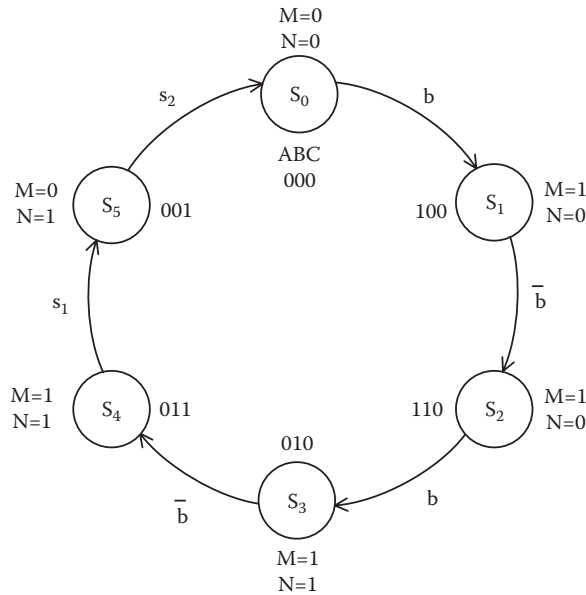 M=0
N=0
S₀
ABC
000
b
S₁
100
M=1
N=0
b̅
S₂
110
M=1
N=0
b
S₃
010
M=1
N=1
b̅
S₄
011
M=1
N=1
s₁
S₅
001
M=0
N=1
s₂